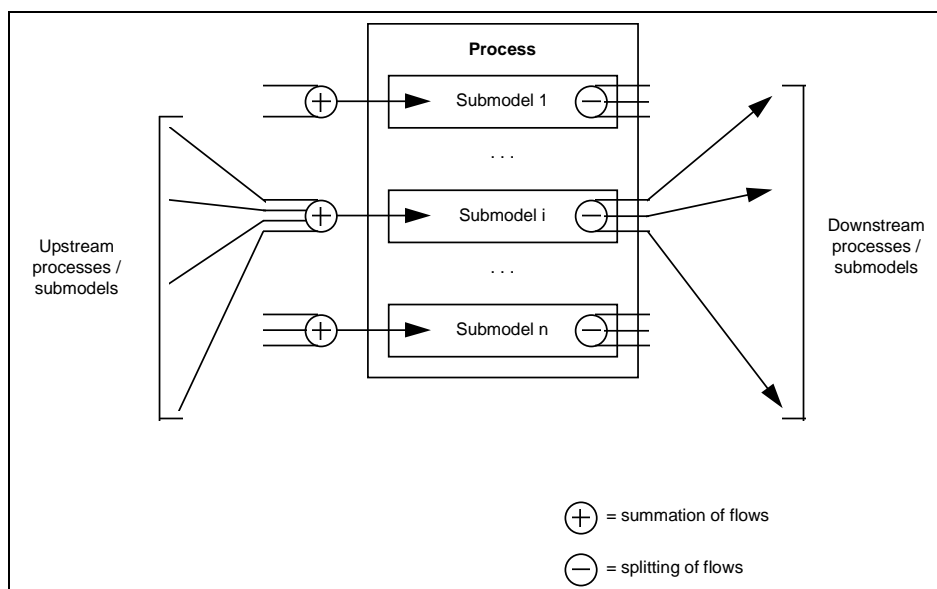 Process
Submodel 1
. . .
Submodel i
. . .
Submodel n
Upstream
processes /
submodels
Downstream
processes /
submodels
= summation of flows
= splitting of flows